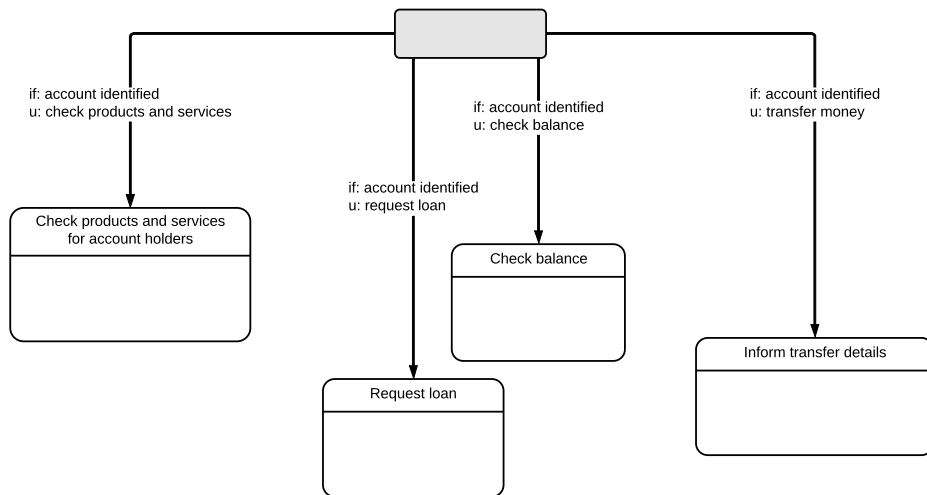 if: account identified
u: check products and services
if: account identified
u: check balance
if: account identified
u: transfer money
if: account identified
u: request loan
Check products and services
for account holders
Check balance
Inform transfer details
Request loan